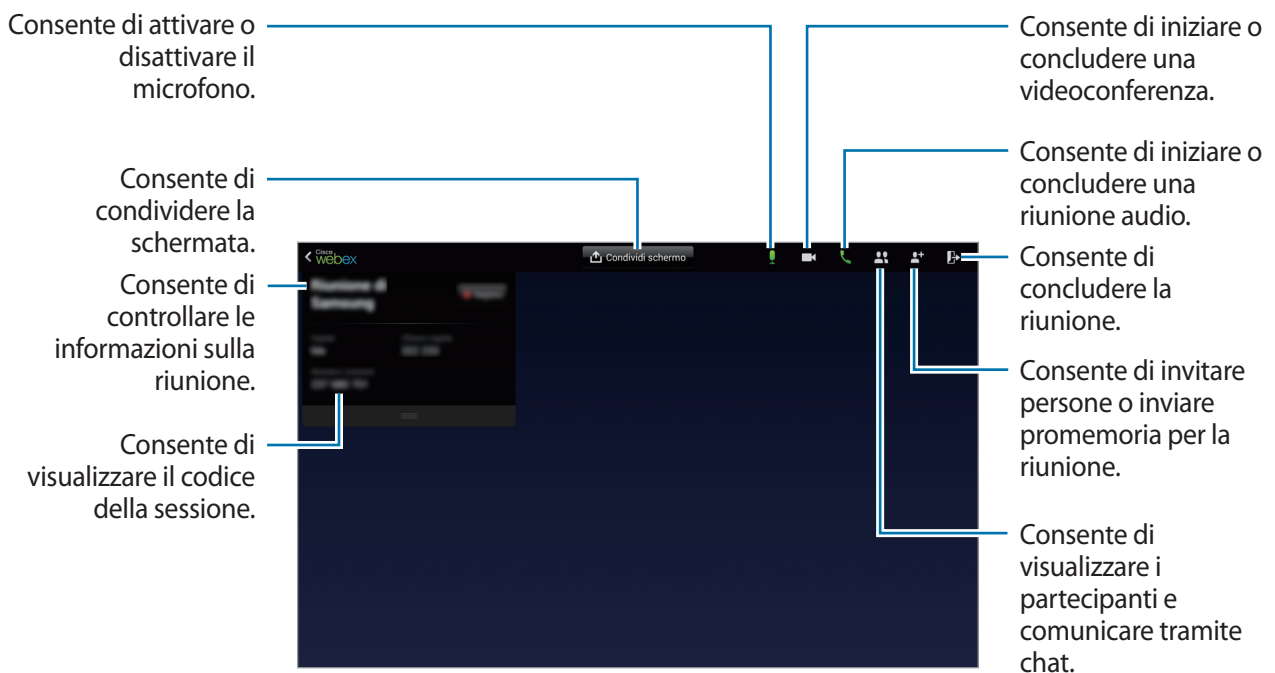 Consente di attivare o
disattivare il
microfono.
Consente di
condividere la
schermata.
Consente di
controllare le
informazioni sulla
riunione.
Consente di
visualizzare il codice
della sessione.
Cisco
webex
Condividi schermo
Riunione di
Samsung
Consente di iniziare o
concludere una
videoconferenza.
Consente di iniziare o
concludere una
riunione audio.
Consente di
concludere la
riunione.
Consente di invitare
persone o inviare
promemoria per la
riunione.
Consente di
visualizzare i
partecipanti e
comunicare tramite
chat.